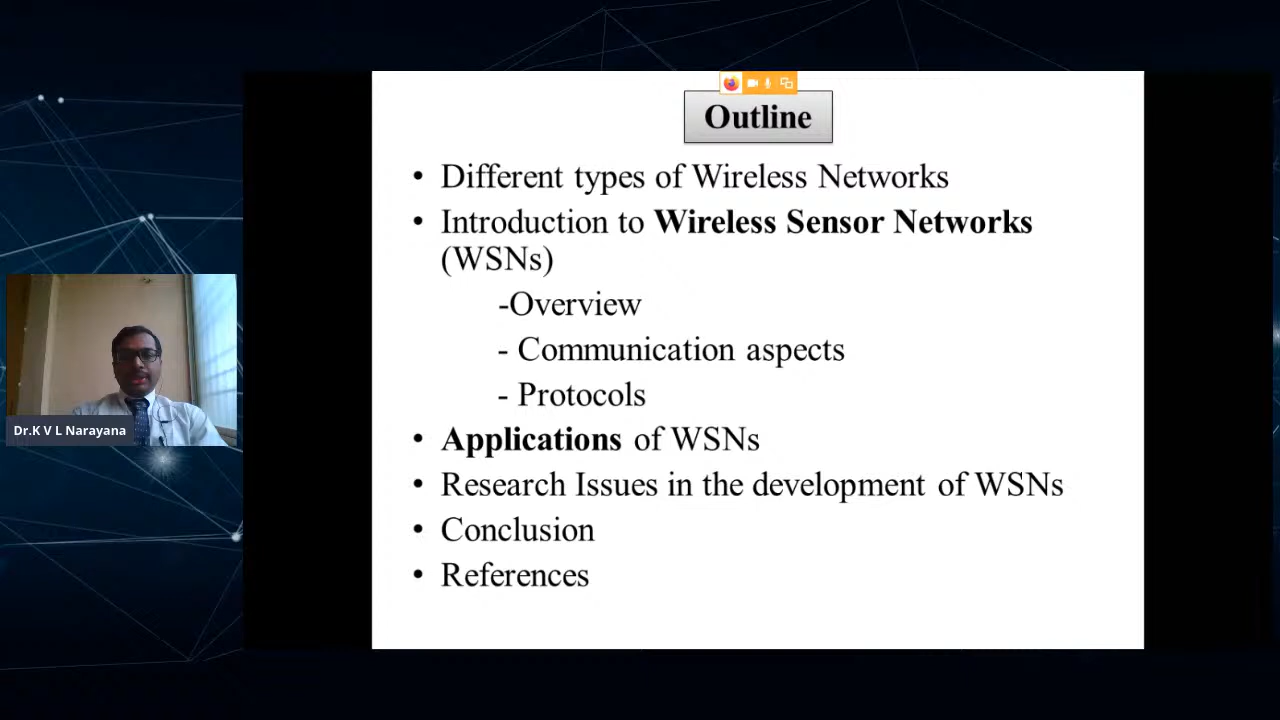 Outline
• Different types of Wireless Networks
• Introduction to Wireless Sensor Networks
(WSNs)
-Overview
- Communication aspects
- Protocols
• Applications of WSNs
• Research Issues in the development of WSNs
• Conclusion
• References
Dr.K V L Narayana